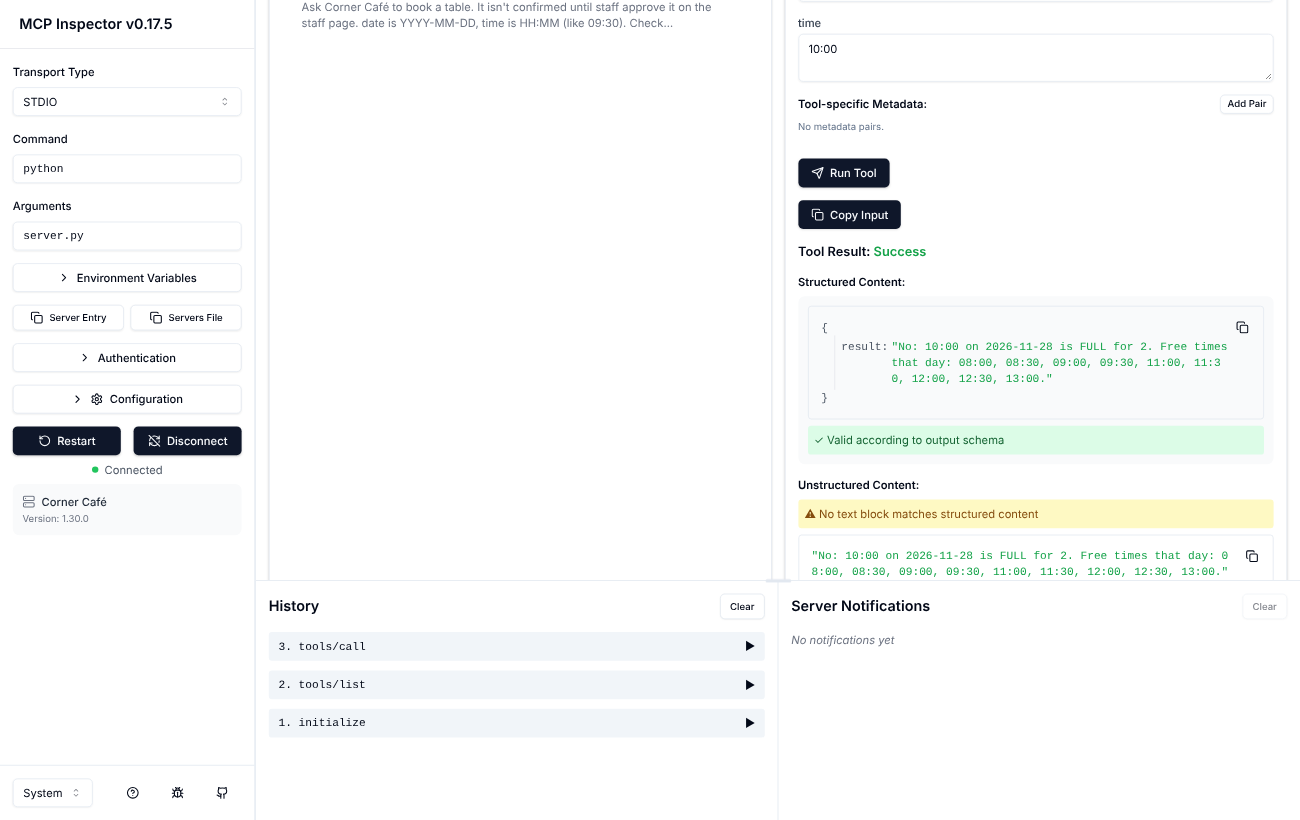 MCP Inspector v0.17.5
Transport Type
STDIO
Command
python
Arguments
server.py
Environment Variables
Server Entry
Servers File
Authentication
Configuration
Restart
Disconnect
Connected
Corner Café
Version: 1.30.0
System
Ask Corner Café to book a table. It isn't confirmed until staff approve it on the
staff page. date is YYYY-MM-DD, time is HH:MM (like 09:30). Check...
time
10:00
Tool-specific Metadata:
Add Pair
No metadata pairs.
Run Tool
Copy Input
Tool Result: Success
Structured Content:
{
result: "No: 10:00 on 2026-11-28 is FULL for 2. Free times
that day: 08:00, 08:30, 09:00, 09:30, 11:00, 11:3
0, 12:00, 12:30, 13:00."
}
✓ Valid according to output schema
Unstructured Content:
⚠ No text block matches structured content
"No: 10:00 on 2026-11-28 is FULL for 2. Free times that day: 0
8:00, 08:30, 09:00, 09:30, 11:00, 11:30, 12:00, 12:30, 13:00."
History
Clear
3. tools/call
2. tools/list
1. initialize
Server Notifications
Clear
No notifications yet